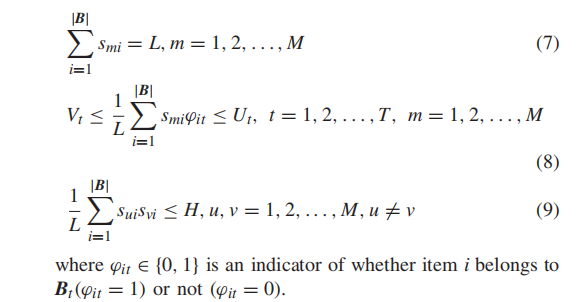 |B|
∑ s_{mi} = L, m = 1, 2, . . . , M (7)
i=1
|B|
V_t ≤ 1/L ∑ s_{mi}φ_{it} ≤ U_t, t = 1, 2, . . . , T, m = 1, 2, . . . , M
i=1
(8)
|B|
1/L ∑ s_{ui}s_{vi} ≤ H, u, v = 1, 2, . . . , M, u ≠ v (9)
i=1
where φ_{it} ∈ {0, 1} is an indicator of whether item i belongs to
B_t(φ_{it} = 1) or not (φ_{it} = 0).